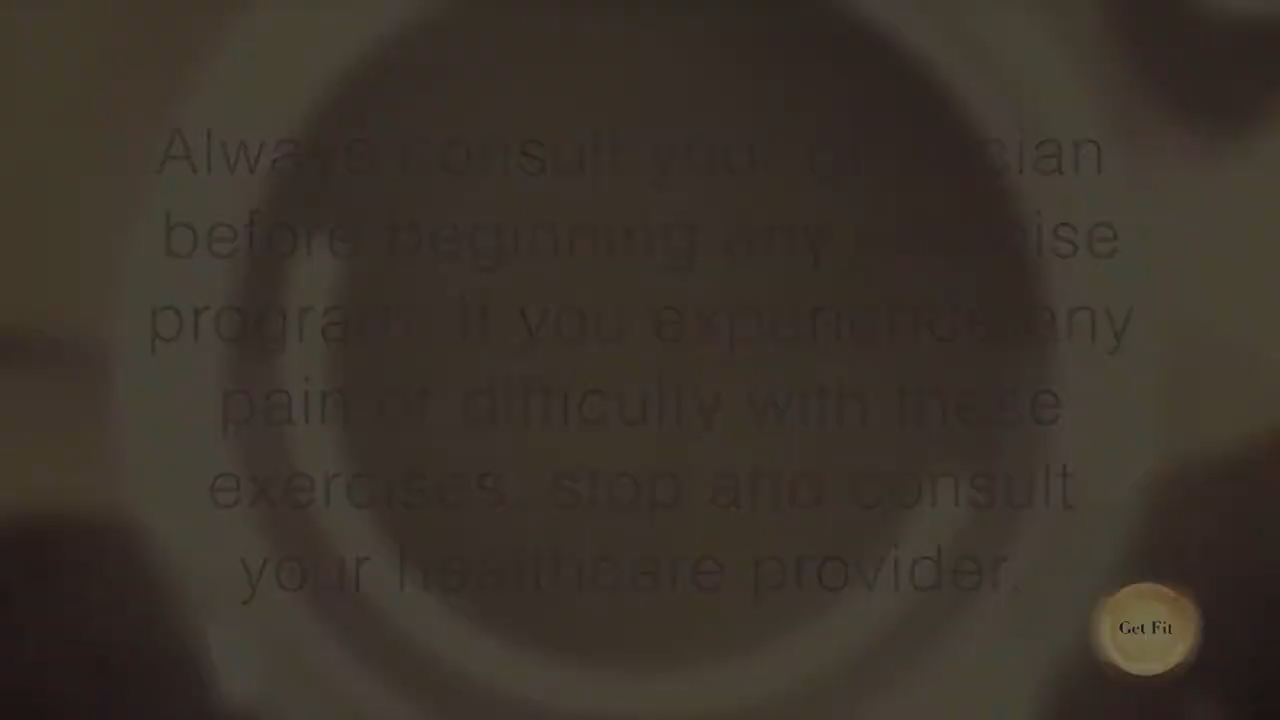 Always consult your physician
before beginning any exercise
program. If you experience any
pain or difficulty with these
exercises, stop and consult
your healthcare provider.
Get Fit